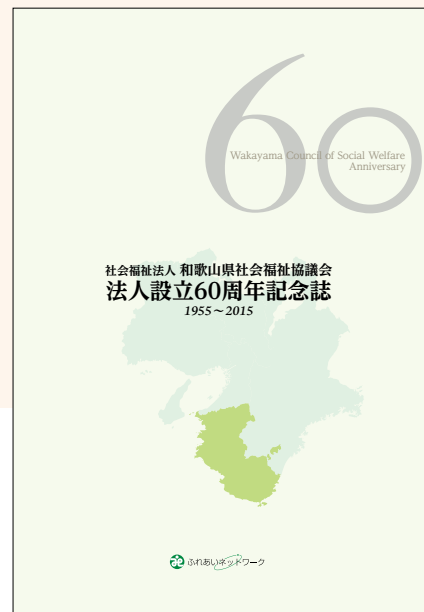 60
Wakayama Council of Social Welfare
Anniversary
社会福祉法人 和歌山県社会福祉協議会
法人設立60周年記念誌
1955～2015
ふれあいネットワーク